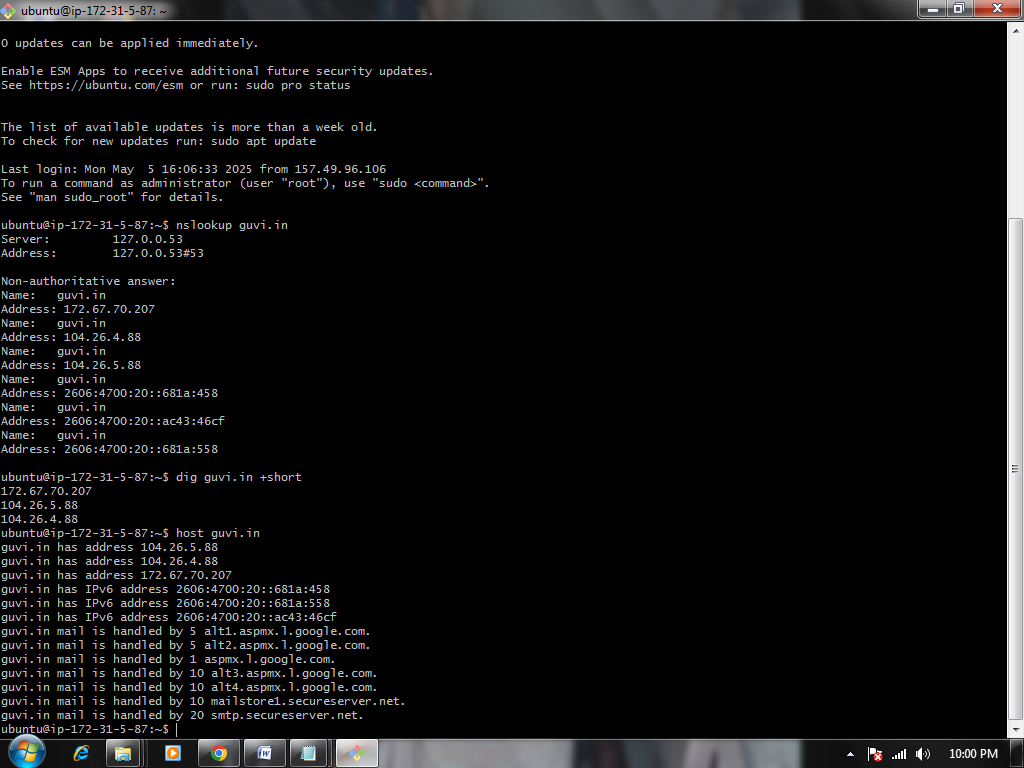 ubuntu@ip-172-31-5-87: ~
0 updates can be applied immediately.
Enable ESM Apps to receive additional future security updates.
See https://ubuntu.com/esm or run: sudo pro status
The list of available updates is more than a week old.
To check for new updates run: sudo apt update
Last login: Mon May  5 16:06:33 2025 from 157.49.96.106
To run a command as administrator (user "root"), use "sudo <command>".
See "man sudo_root" for details.
ubuntu@ip-172-31-5-87:~$ nslookup guvi.in
Server:         127.0.0.53
Address:        127.0.0.53#53
Non-authoritative answer:
Name:   guvi.in
Address: 172.67.70.207
Name:   guvi.in
Address: 104.26.4.88
Name:   guvi.in
Address: 104.26.5.88
Name:   guvi.in
Address: 2606:4700:20::681a:458
Name:   guvi.in
Address: 2606:4700:20::ac43:46cf
Name:   guvi.in
Address: 2606:4700:20::681a:558
ubuntu@ip-172-31-5-87:~$ dig guvi.in +short
172.67.70.207
104.26.5.88
104.26.4.88
ubuntu@ip-172-31-5-87:~$ host guvi.in
guvi.in has address 104.26.5.88
guvi.in has address 104.26.4.88
guvi.in has address 172.67.70.207
guvi.in has IPv6 address 2606:4700:20::681a:458
guvi.in has IPv6 address 2606:4700:20::681a:558
guvi.in has IPv6 address 2606:4700:20::ac43:46cf
guvi.in mail is handled by 5 alt1.aspmx.l.google.com.
guvi.in mail is handled by 5 alt2.aspmx.l.google.com.
guvi.in mail is handled by 1 aspmx.l.google.com.
guvi.in mail is handled by 10 alt3.aspmx.l.google.com.
guvi.in mail is handled by 10 alt4.aspmx.l.google.com.
guvi.in mail is handled by 10 mailstore1.secureserver.net.
guvi.in mail is handled by 20 smtp.secureserver.net.
ubuntu@ip-172-31-5-87:~$
10:00 PM